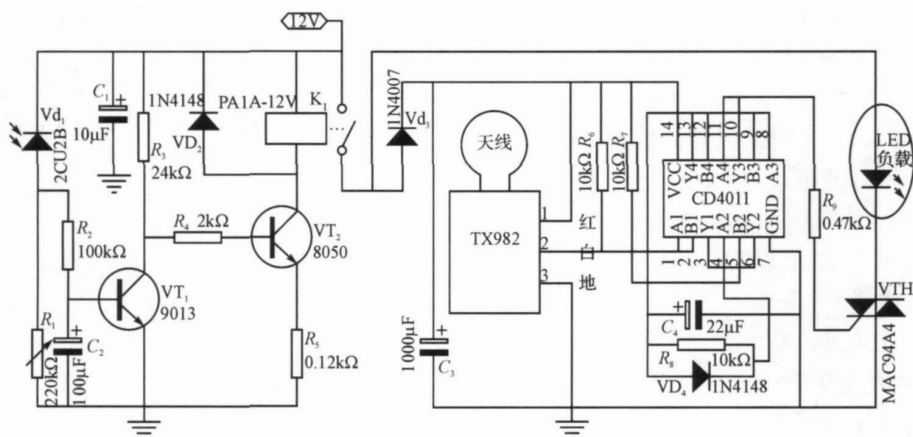 12V
Vd₁
2CU2B
C₁
10μF
1N4148
VD₂
R₃
24kΩ
PA1A-12V
K₁
R₂
100kΩ
R₄ 2kΩ
VT₁
9013
VT₂
8050
R₁
220kΩ
C₂
100μF
R₅
0.12kΩ
1N4007
Vd₃
天线
TX982
1
2
3
红
白
地
1000μF
C₃
10kΩ R₆
10kΩ R₇
14 13 12 11 10 9 8
VCC Y4 B4 A4 Y3 B3 A3
CD4011
A1 B1 Y1 A2 B2 Y2 GND
1 2 3 4 5 6 7
C₄
22μF
R₈
10kΩ
VD₄
1N4148
R₉
0.47kΩ
LED
负载
VTH
MAC94A4